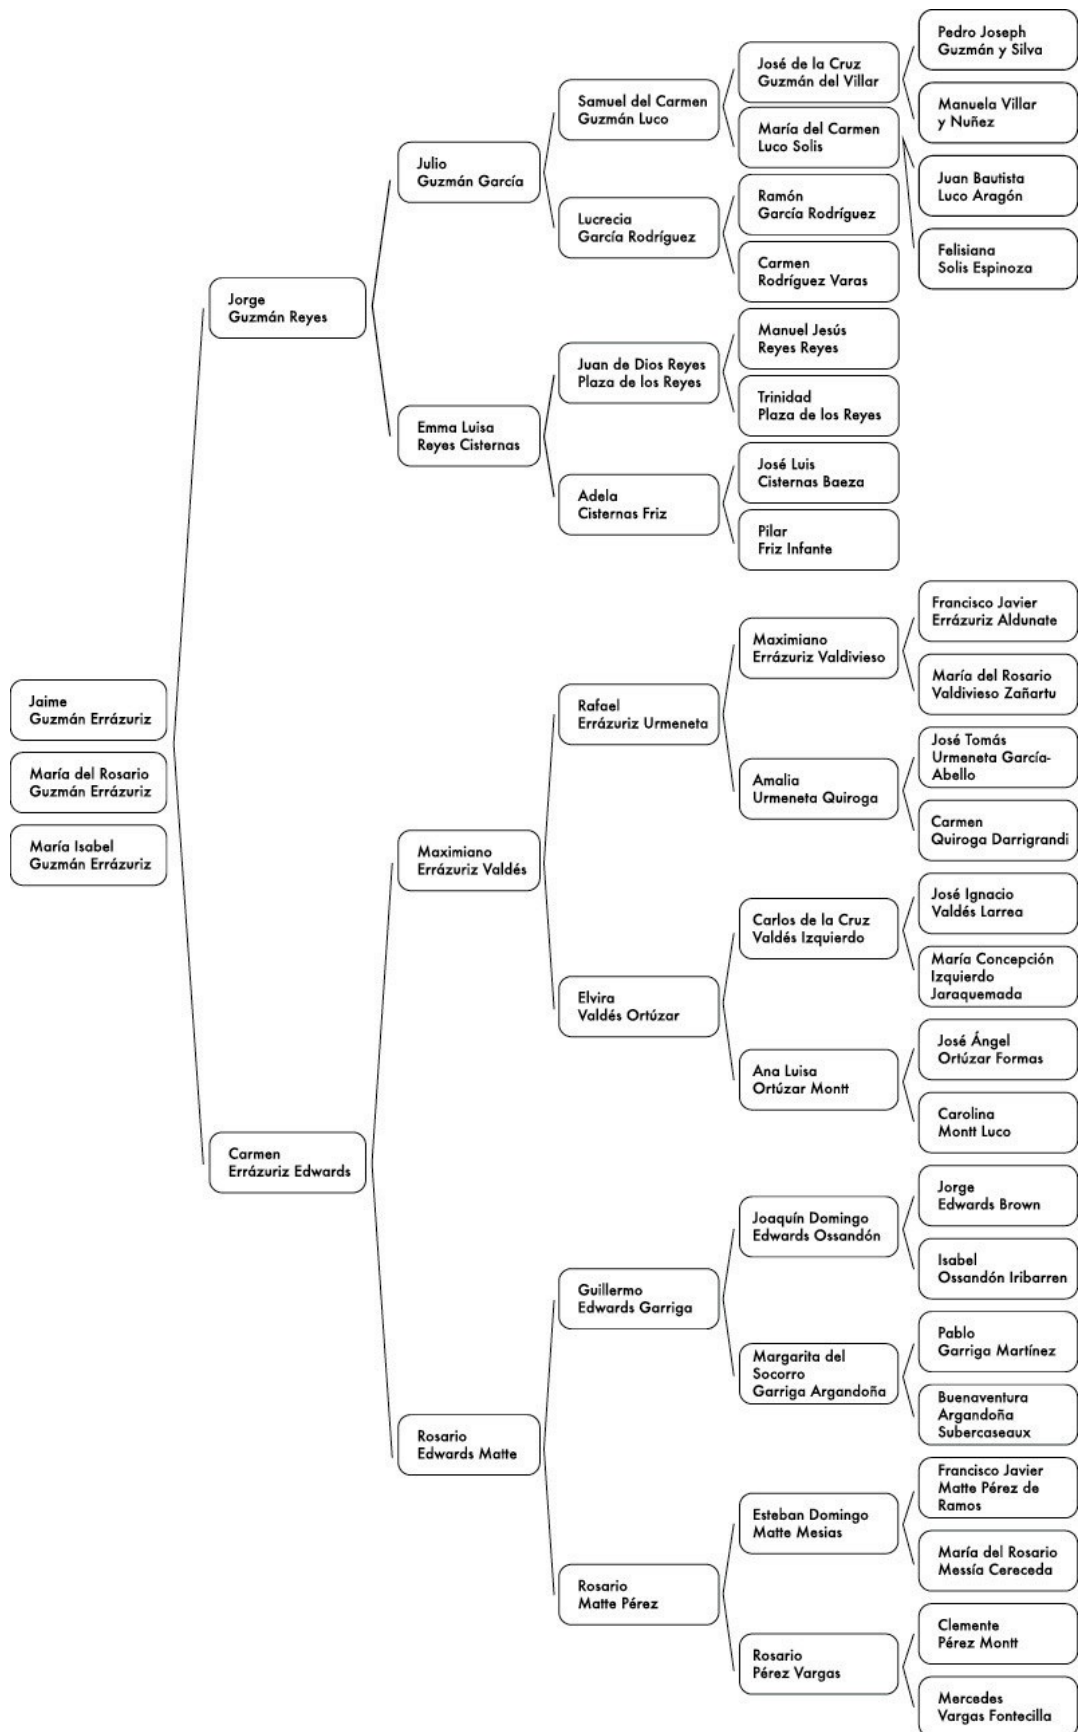 Jaime
Guzmán Errázuriz
María del Rosario
Guzmán Errázuriz
María Isabel
Guzmán Errázuriz
Jorge
Guzmán Reyes
Carmen
Errázuriz Edwards
Julio
Guzmán García
Emma Luisa
Reyes Cisternas
Maximiano
Errázuriz Valdés
Rosario
Edwards Matte
Samuel del Carmen
Guzmán Luco
Lucrecia
García Rodríguez
Juan de Dios Reyes
Plaza de los Reyes
Adela
Cisternas Friz
Rafael
Errázuriz Urmeneta
Elvira
Valdés Ortúzar
Guillermo
Edwards Garriga
Rosario
Matte Pérez
José de la Cruz
Guzmán del Villar
María del Carmen
Luco Solis
Ramón
García Rodríguez
Carmen
Rodríguez Varas
Manuel Jesús
Reyes Reyes
Trinidad
Plaza de los Reyes
José Luis
Cisternas Baeza
Pilar
Friz Infante
Maximiano
Errázuriz Valdivieso
Amalia
Urmeneta Quiroga
Carlos de la Cruz
Valdés Izquierdo
Ana Luisa
Ortúzar Montt
Joaquín Domingo
Edwards Ossandón
Margarita del
Socorro
Garriga Argandoña
Esteban Domingo
Matte Mesias
Rosario
Pérez Vargas
Pedro Joseph
Guzmán y Silva
Manuela Villar
y Nuñez
Juan Bautista
Luco Aragón
Felisiana
Solis Espinoza
Francisco Javier
Errázuriz Aldunate
María del Rosario
Valdivieso Zañartu
José Tomás
Urmeneta García-
Abello
Carmen
Quiroga Darrigrandi
José Ignacio
Valdés Larrea
María Concepción
Izquierdo
Jaraquemada
José Ángel
Ortúzar Formas
Carolina
Montt Luco
Jorge
Edwards Brown
Isabel
Ossandón Iribarren
Pablo
Garriga Martínez
Buenaventura
Argandoña
Subercaseaux
Francisco Javier
Matte Pérez de
Ramos
María del Rosario
Messía Cereceda
Clemente
Pérez Montt
Mercedes
Vargas Fontecilla